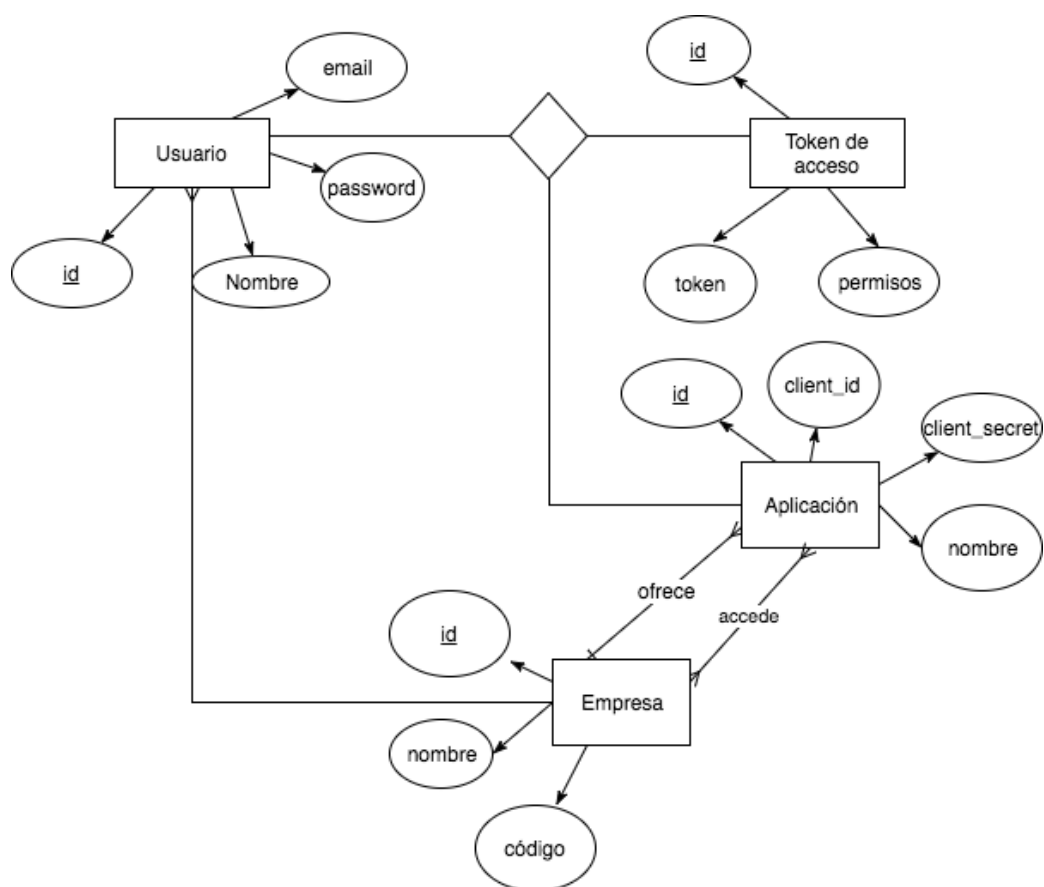 email
id
Usuario
Token de
acceso
password
id
Nombre
token
permisos
id
client_id
client_secret
Aplicación
nombre
ofrece
accede
id
Empresa
nombre
código